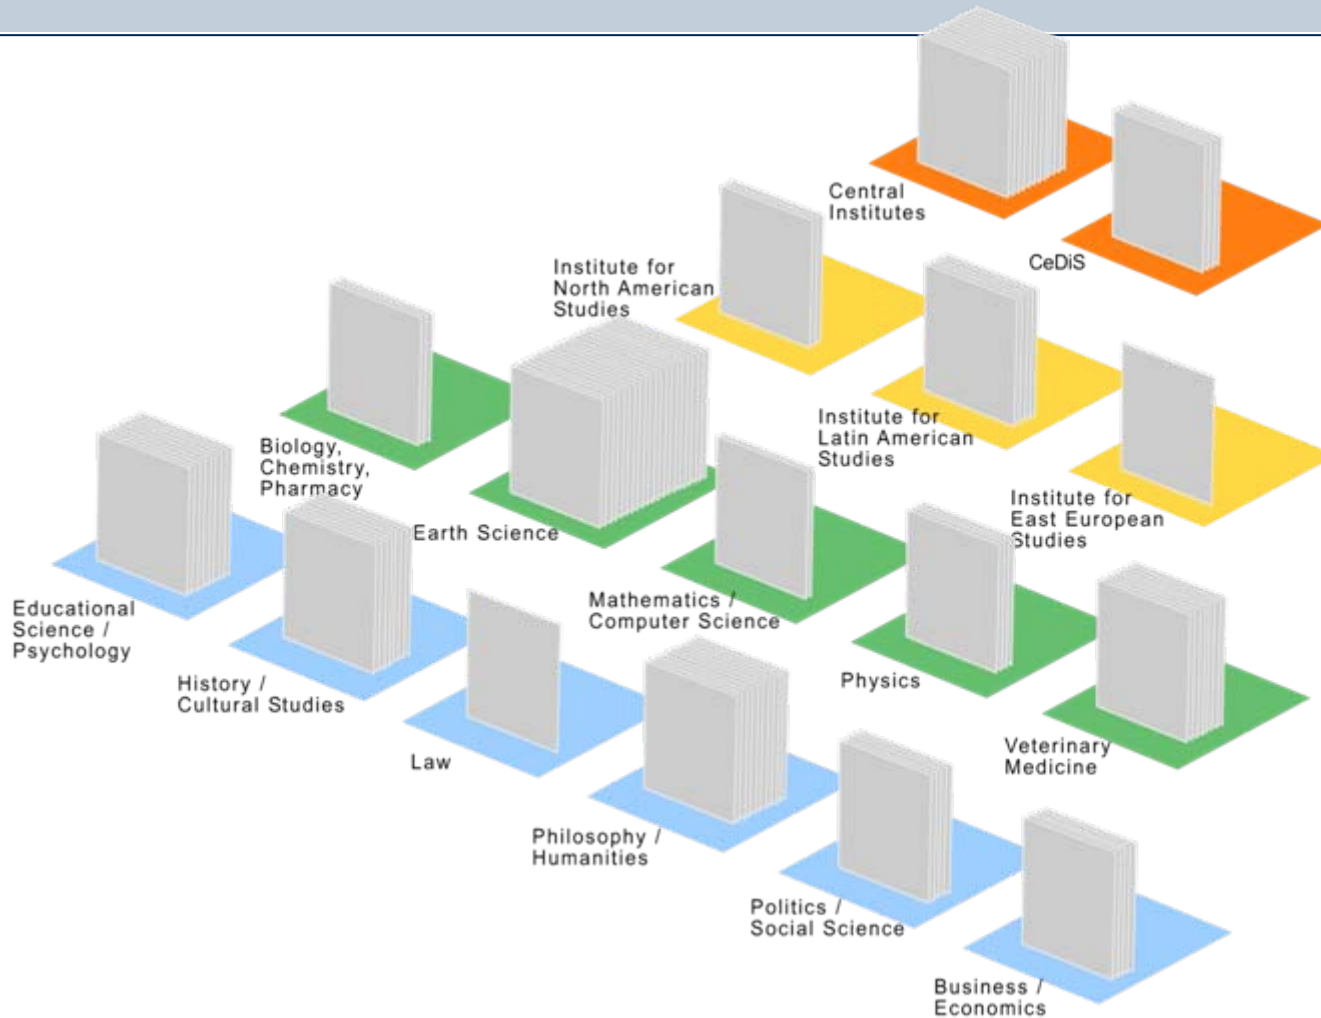 Central
Institutes
CeDiS
Institute for
North American
Studies
Institute for
Latin American
Studies
Institute for
East European
Studies
Biology,
Chemistry,
Pharmacy
Earth Science
Mathematics /
Computer Science
Physics
Veterinary
Medicine
Educational
Science /
Psychology
History /
Cultural Studies
Law
Philosophy /
Humanities
Politics /
Social Science
Business /
Economics